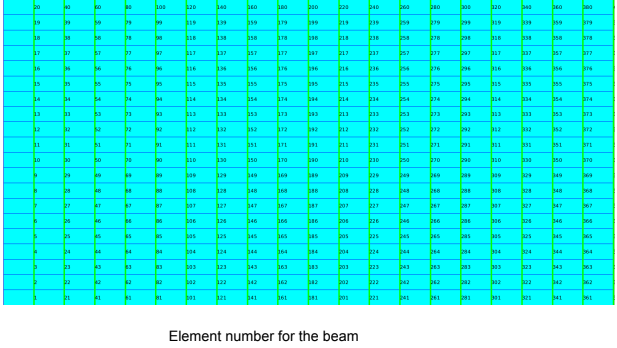 20 40 60 80 100 120 140 160 180 200 220 240 260 280 300 320 340 360 380
19 39 59 79 99 119 139 159 179 199 219 239 259 279 299 319 339 359 379
18 38 58 78 98 118 138 158 178 198 218 238 258 278 298 318 338 358 378
17 37 57 77 97 117 137 157 177 197 217 237 257 277 297 317 337 357 377
16 36 56 76 96 116 136 156 176 196 216 236 256 276 296 316 336 356 376
15 35 55 75 95 115 135 155 175 195 215 235 255 275 295 315 335 355 375
14 34 54 74 94 114 134 154 174 194 214 234 254 274 294 314 334 354 374
13 33 53 73 93 113 133 153 173 193 213 233 253 273 293 313 333 353 373
12 32 52 72 92 112 132 152 172 192 212 232 252 272 292 312 332 352 372
11 31 51 71 91 111 131 151 171 191 211 231 251 271 291 311 331 351 371
10 30 50 70 90 110 130 150 170 190 210 230 250 270 290 310 330 350 370
9 29 49 69 89 109 129 149 169 189 209 229 249 269 289 309 329 349 369
8 28 48 68 88 108 128 148 168 188 208 228 248 268 288 308 328 348 368
7 27 47 67 87 107 127 147 167 187 207 227 247 267 287 307 327 347 367
6 26 46 66 86 106 126 146 166 186 206 226 246 266 286 306 326 346 366
5 25 45 65 85 105 125 145 165 185 205 225 245 265 285 305 325 345 365
4 24 44 64 84 104 124 144 164 184 204 224 244 264 284 304 324 344 364
3 23 43 63 83 103 123 143 163 183 203 223 243 263 283 303 323 343 363
2 22 42 62 82 102 122 142 162 182 202 222 242 262 282 302 322 342 362
1 21 41 61 81 101 121 141 161 181 201 221 241 261 281 301 321 341 361
Element number for the beam